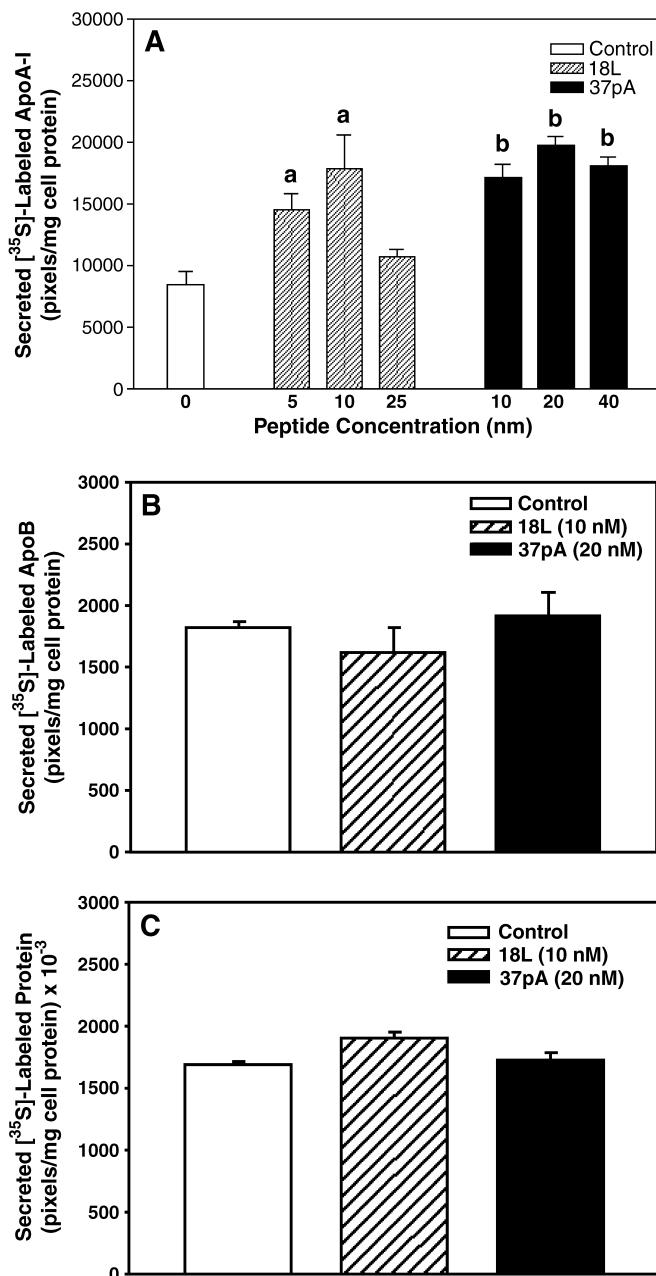 A
Secreted [35S]-Labeled ApoA-I
(pixels/mg cell protein)
30000
25000
20000
15000
10000
5000
0
Control
18L
37pA
a
a
b
b
b
0
5
10
25
10
20
40
Peptide Concentration (nm)
B
Secreted [35S]-Labeled ApoB
(pixels/mg cell protein)
3000
2500
2000
1500
1000
500
0
Control
18L (10 nM)
37pA (20 nM)
C
Secreted [35S]-Labeled Protein
(pixels/mg cell protein) x 10-3
3000
2500
2000
1500
1000
500
0
Control
18L (10 nM)
37pA (20 nM)